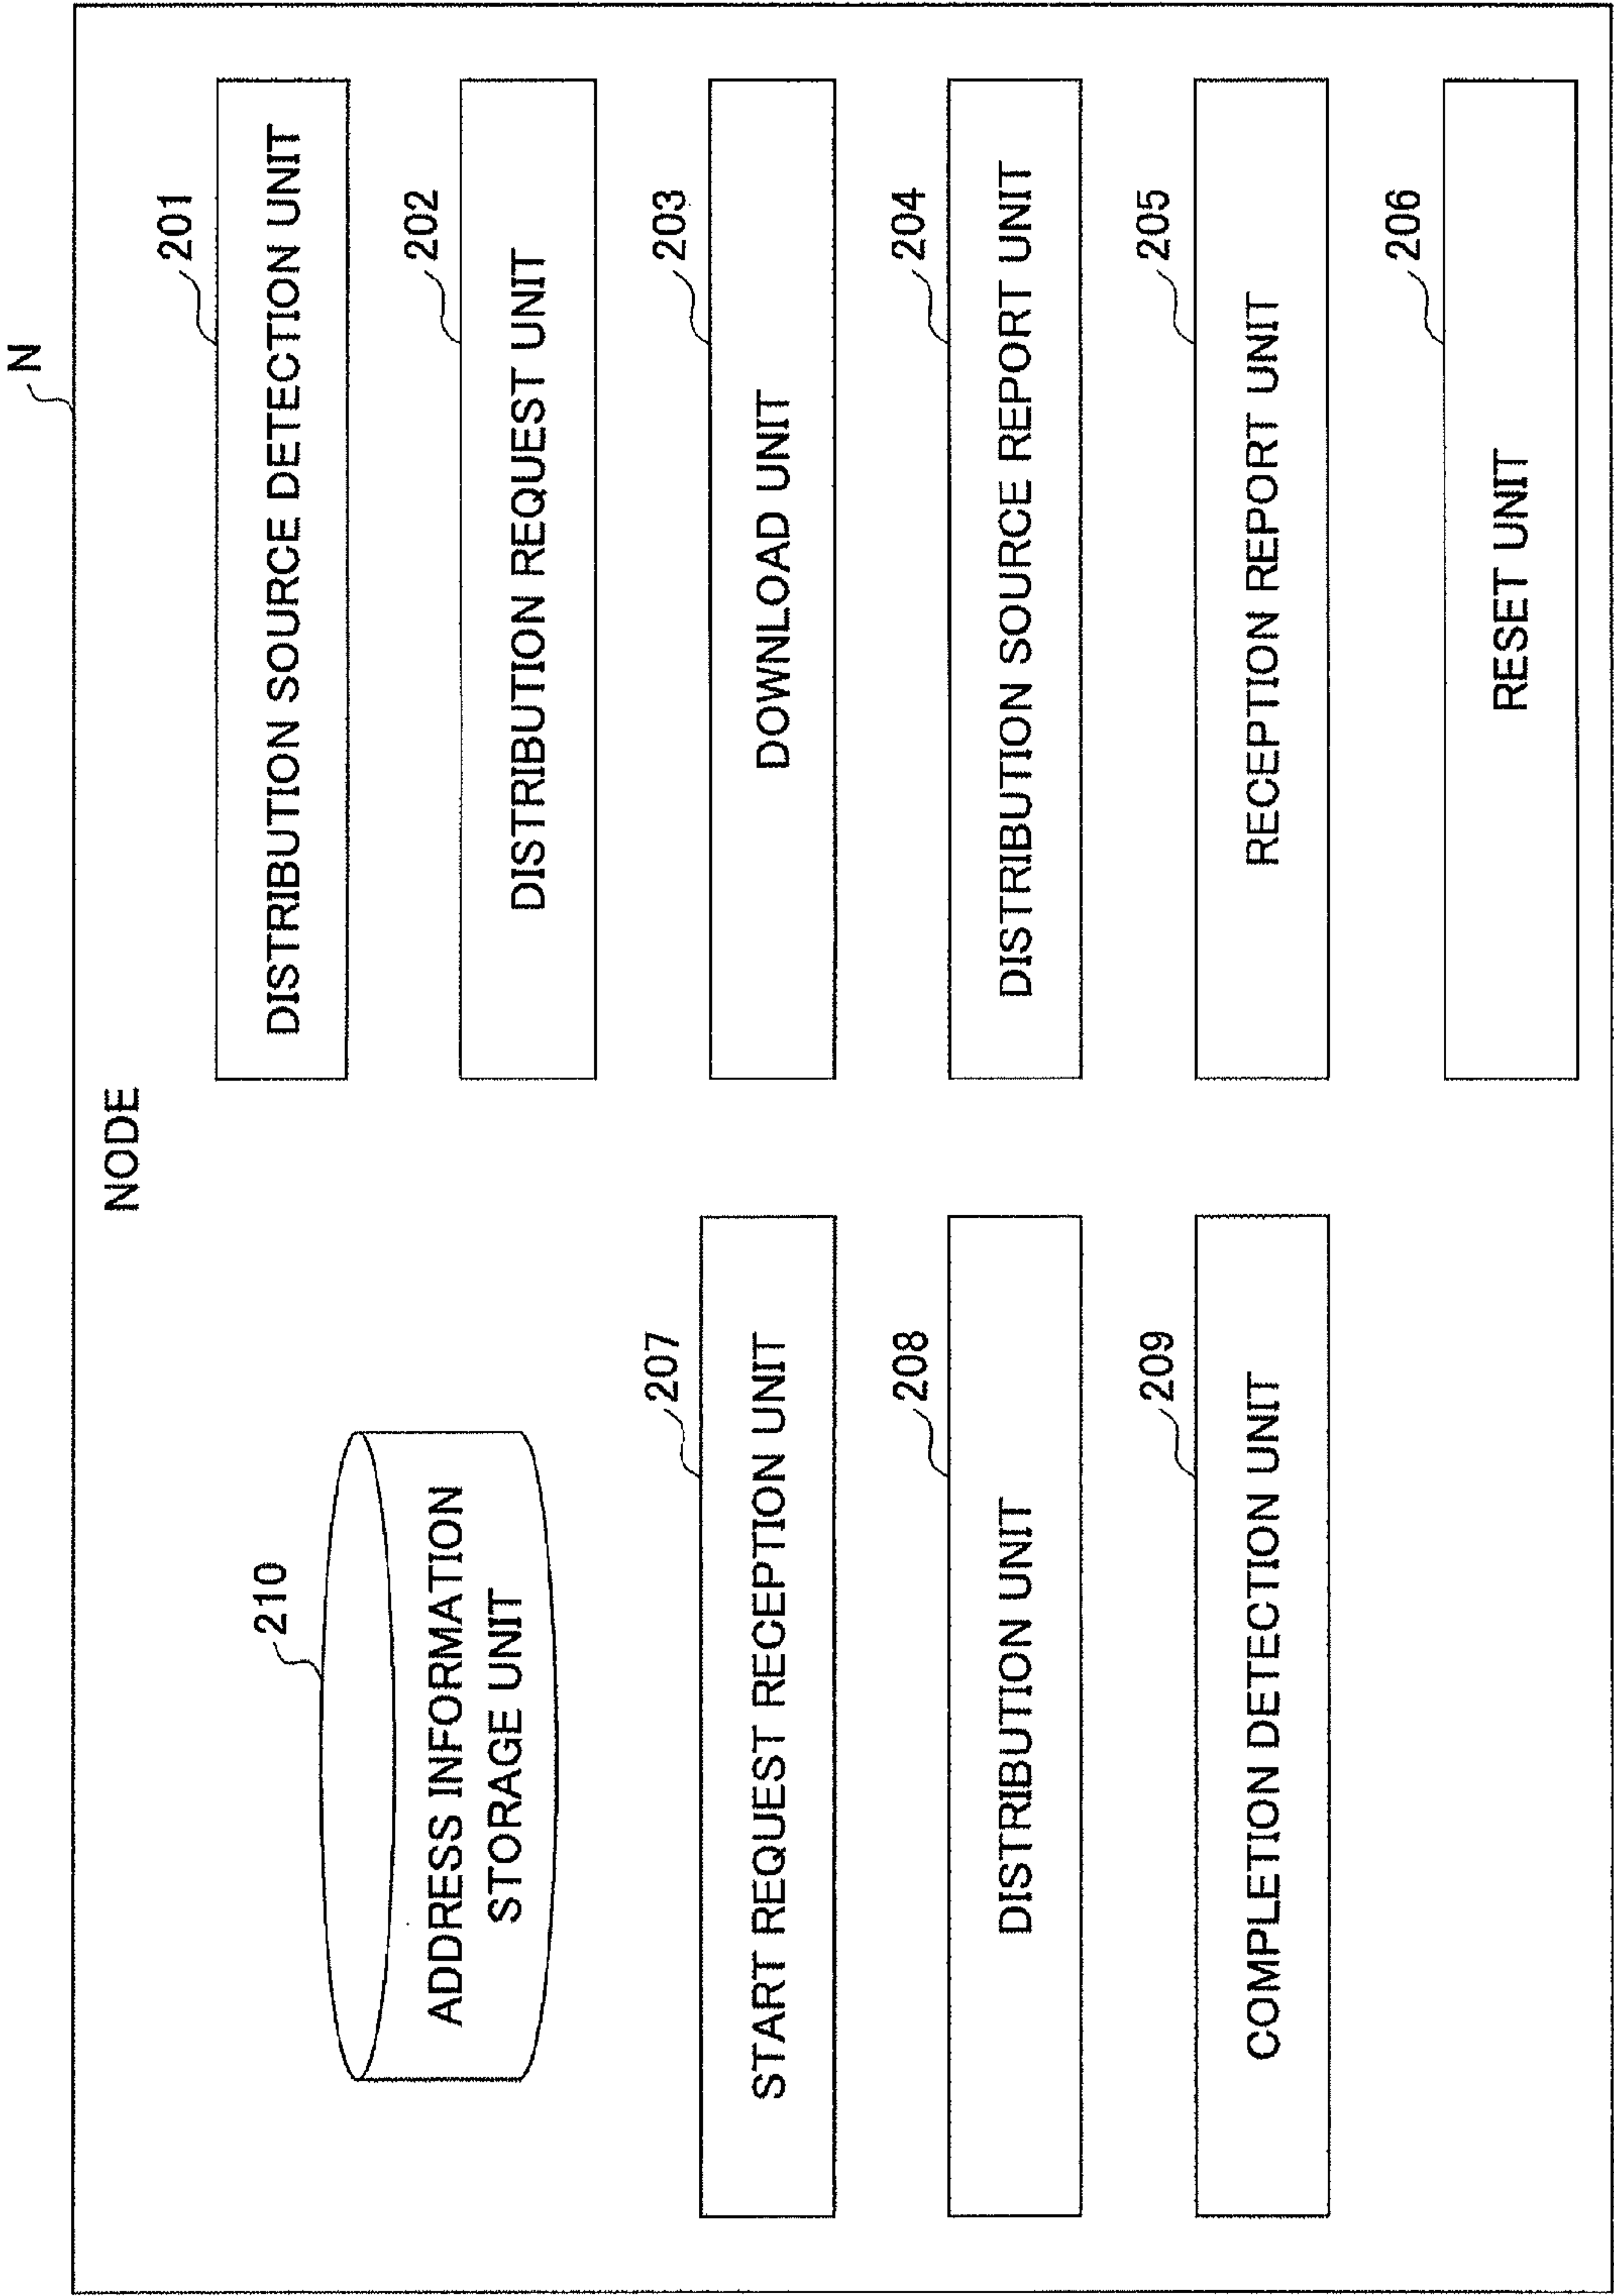 N
NODE
210
ADDRESS INFORMATION
STORAGE UNIT
207
START REQUEST RECEPTION UNIT
208
DISTRIBUTION UNIT
209
COMPLETION DETECTION UNIT
201
DISTRIBUTION SOURCE DETECTION UNIT
202
DISTRIBUTION REQUEST UNIT
203
DOWNLOAD UNIT
204
DISTRIBUTION SOURCE REPORT UNIT
205
RECEPTION REPORT UNIT
206
RESET UNIT